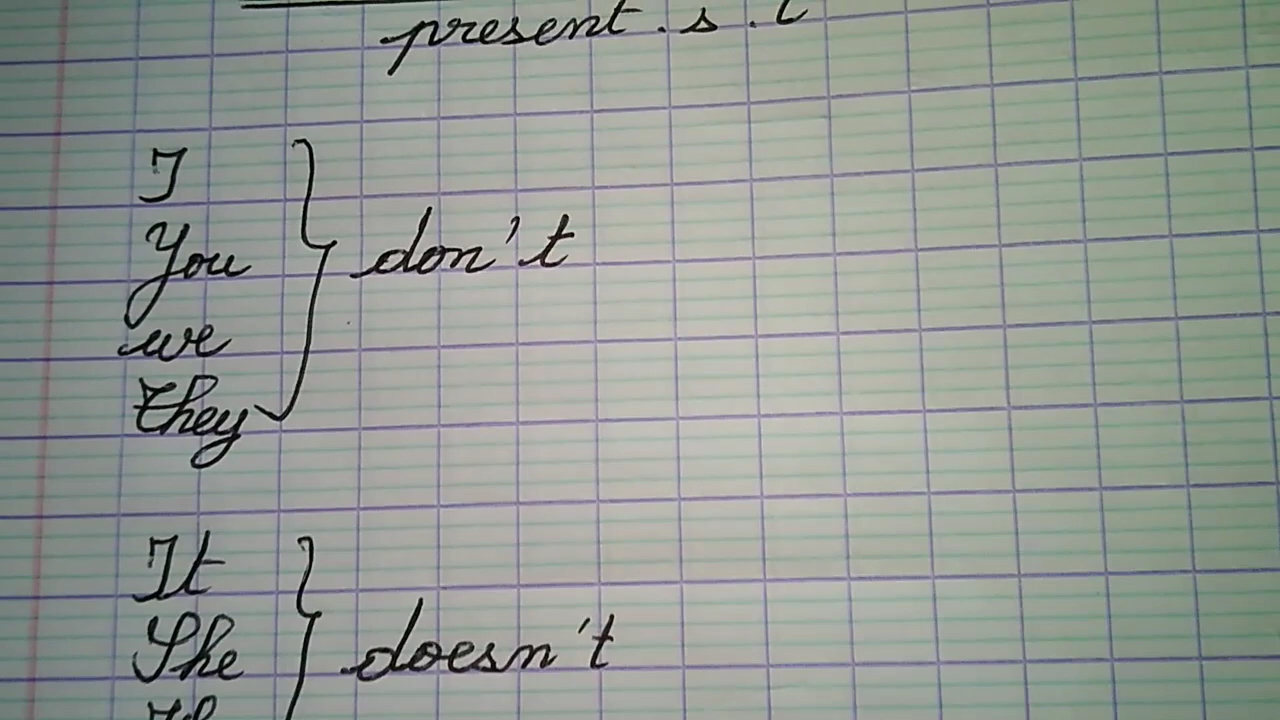 present. s. t
I
You
we
they
don't
It
She
doesn't